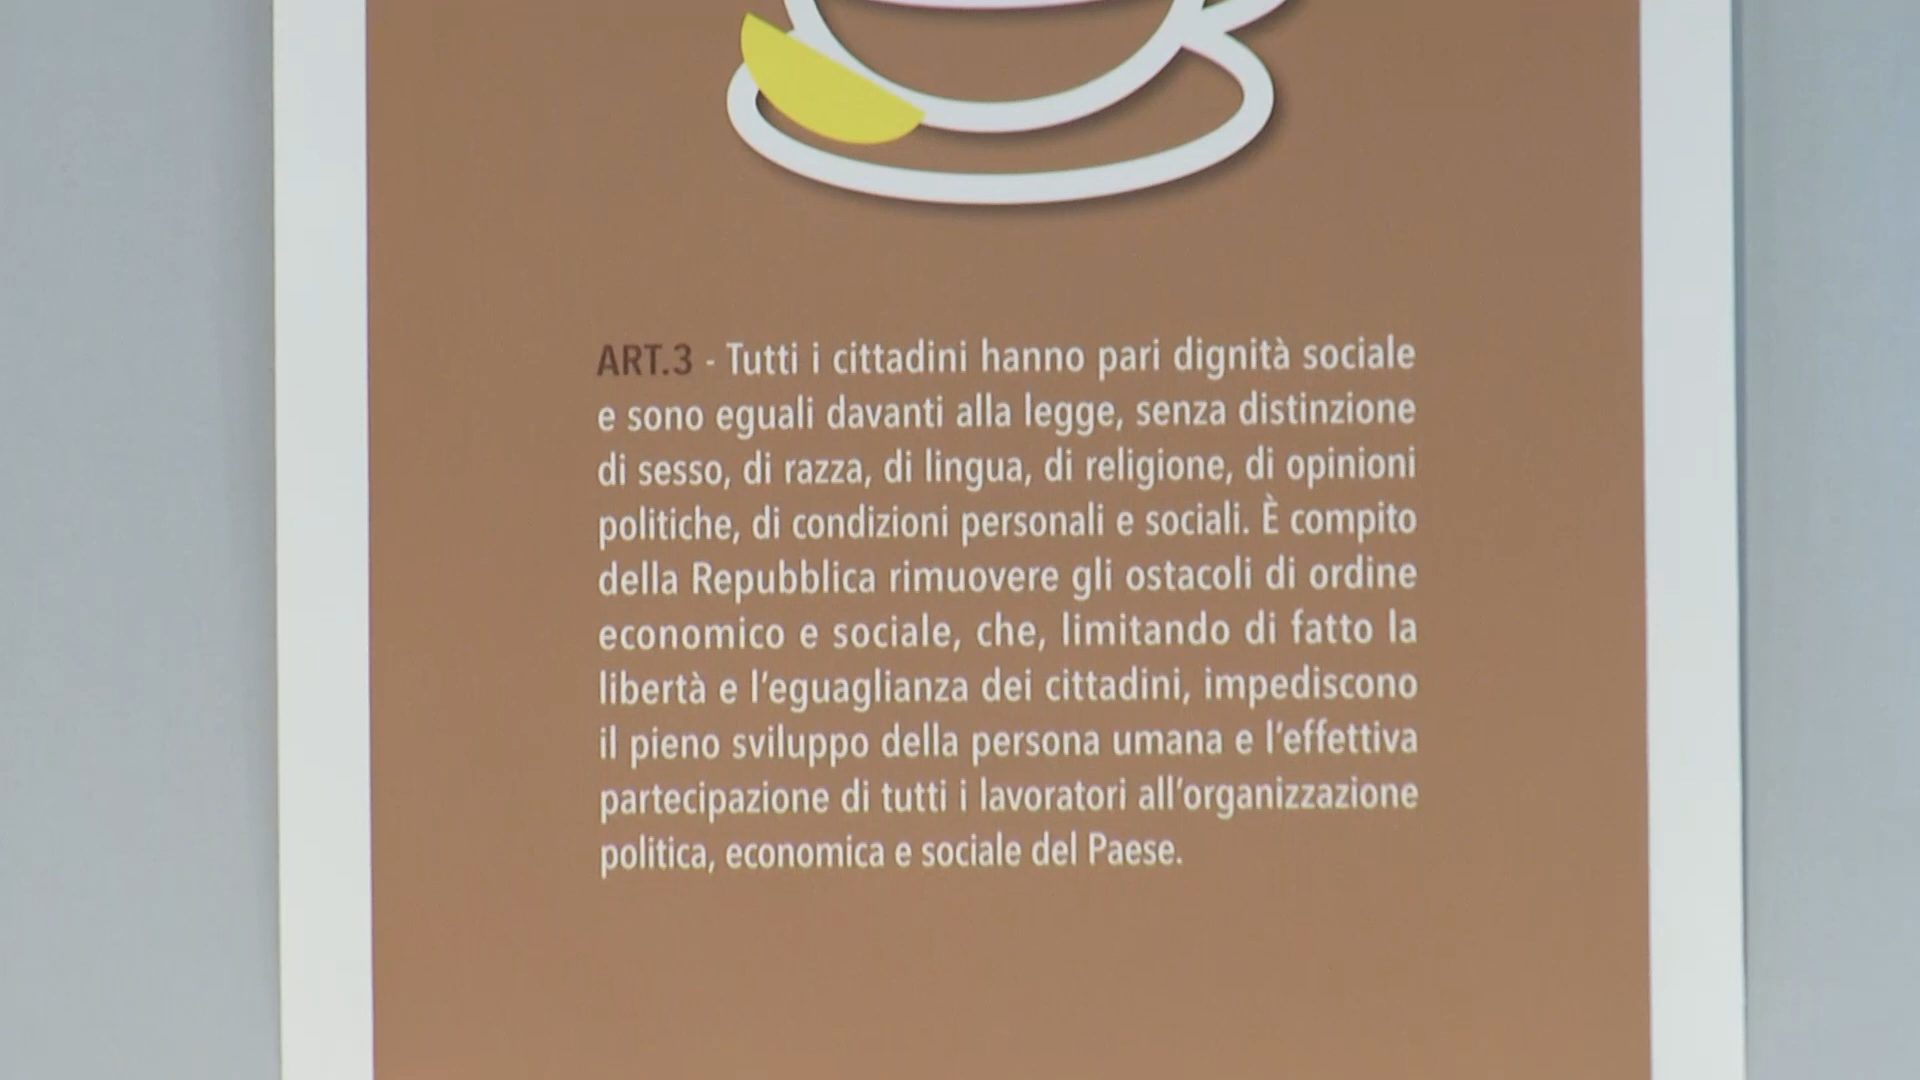 ART.3 - Tutti i cittadini hanno pari dignità sociale
e sono eguali davanti alla legge, senza distinzione
di sesso, di razza, di lingua, di religione, di opinioni
politiche, di condizioni personali e sociali. È compito
della Repubblica rimuovere gli ostacoli di ordine
economico e sociale, che, limitando di fatto la
libertà e l'eguaglianza dei cittadini, impediscono
il pieno sviluppo della persona umana e l'effettiva
partecipazione di tutti i lavoratori all'organizzazione
politica, economica e sociale del Paese.